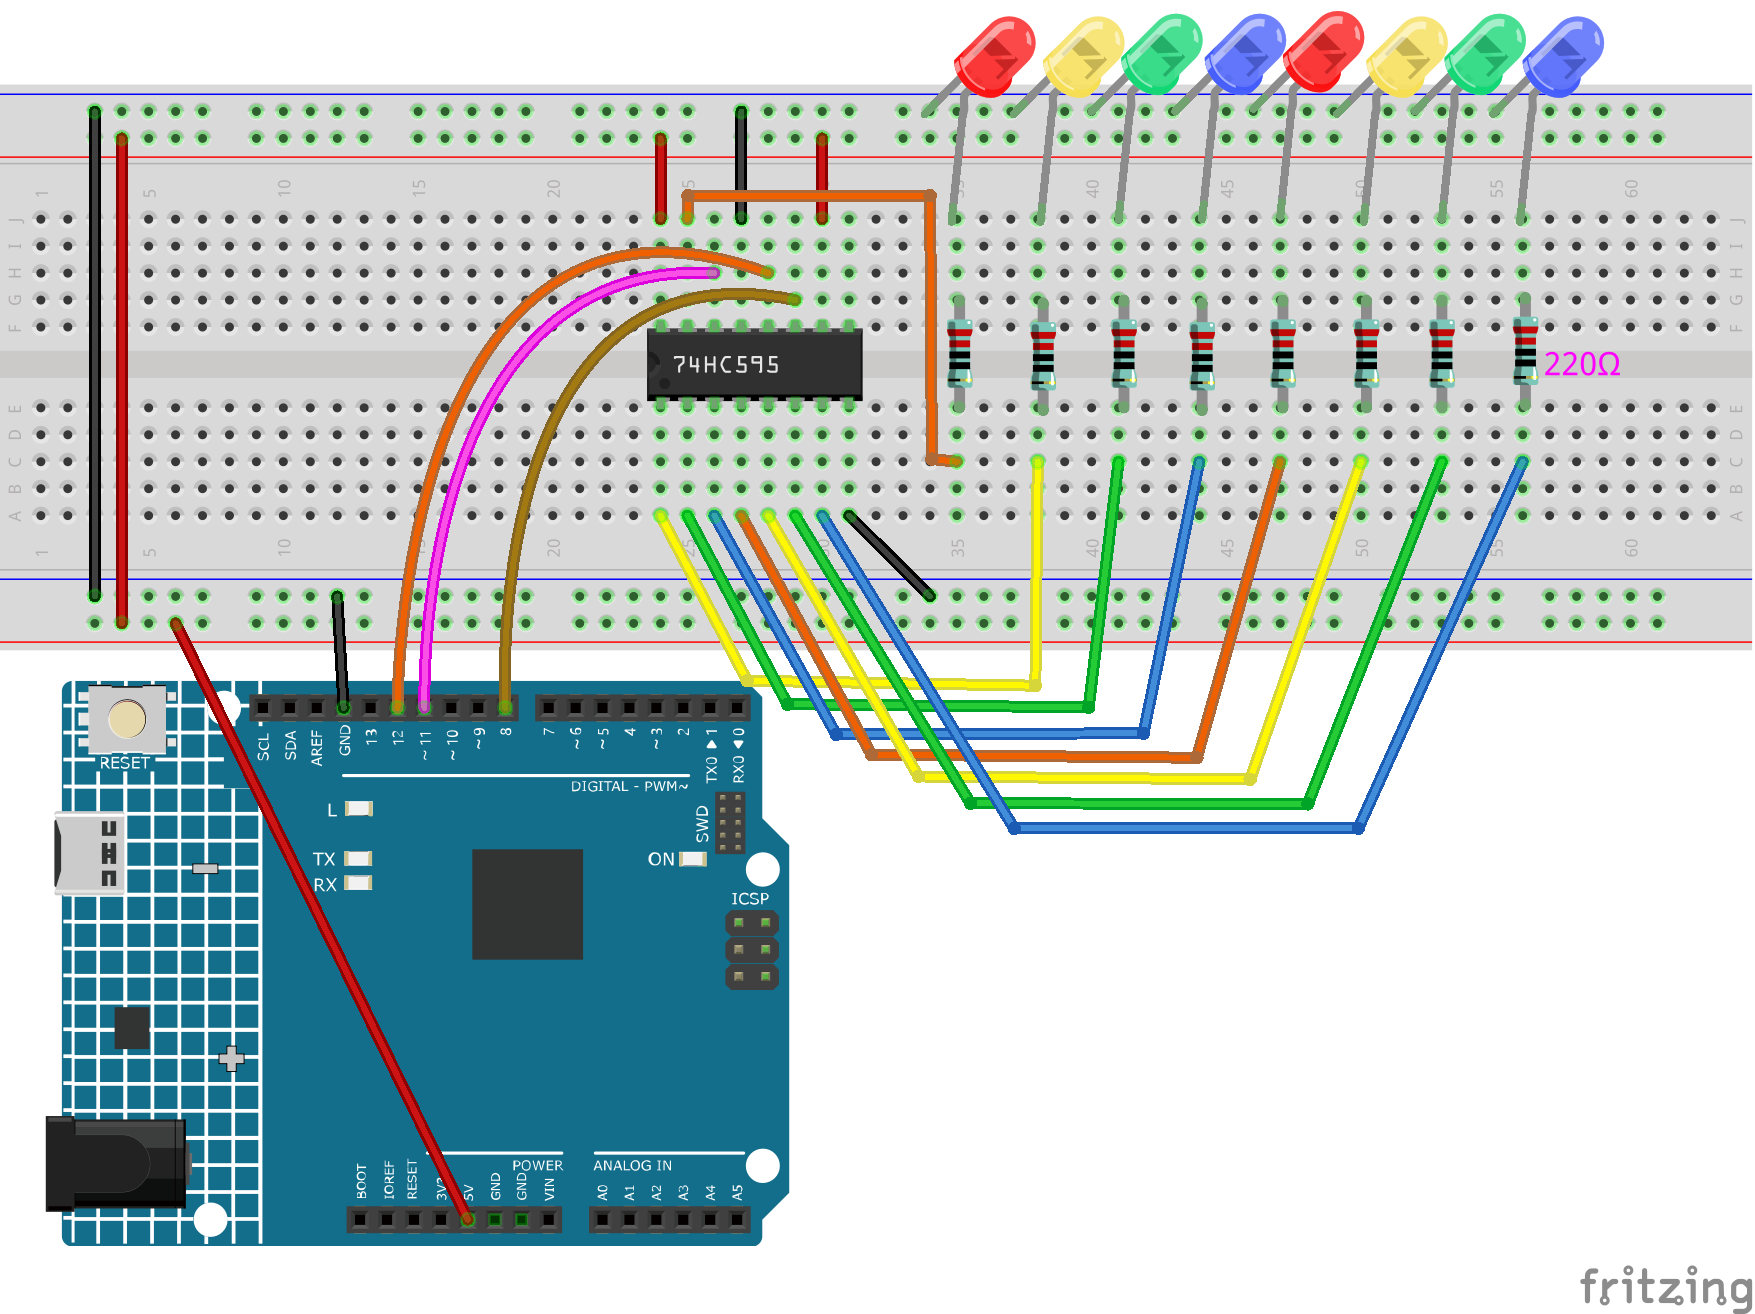 1 5 10 15 20 25 35 40 45 50 55 60
J J
I I
H H
G G
F F
74HC595
220Ω
E E
D D
C C
B B
A A
1 5 10 15 20 25 30 35 40 45 50 55 60
RESET
SCL SDA AREF GND 13 12 ~11 ~10 ~9 8 7 ~6 ~5 4 ~3 2 TX0▶1 RX0◀0
DIGITAL - PWM~
L
TX
RX
ON
SWD
ICSP
POWER
ANALOG IN
BOOT IOREF RESET 3V3 5V GND GND VIN A0 A1 A2 A3 A4 A5
fritzing